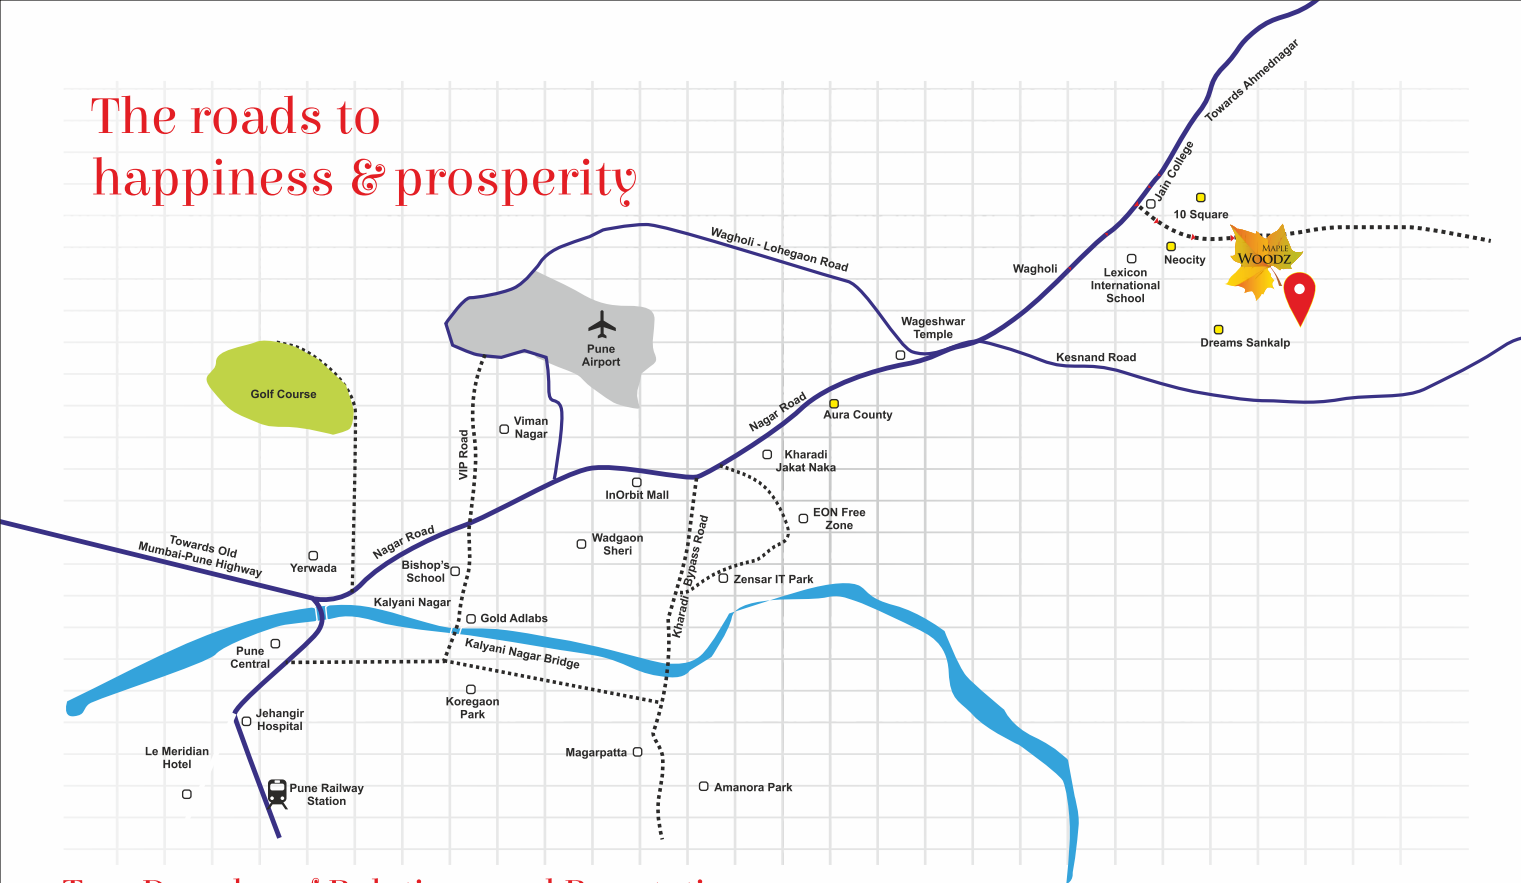 The roads to
happiness & prosperity
Towards Ahmednagar
Jain College
10 Square
MAPLE
WOODZ
Neocity
Lexicon
International
School
Wagholi
Wagholi - Lohegaon Road
Dreams Sankalp
Wageshwar
Temple
Kesnand Road
Pune
Airport
Golf Course
Nagar Road
Aura County
Viman
Nagar
VIP Road
Kharadi
Jakat Naka
InOrbit Mall
EON Free
Zone
Nagar Road
Wadgaon
Sheri
Kharadi Bypass Road
Towards Old
Mumbai-Pune Highway
Yerwada
Bishop's
School
Zensar IT Park
Kalyani Nagar
Gold Adlabs
Kalyani Nagar Bridge
Pune
Central
Koregaon
Park
Jehangir
Hospital
Le Meridian
Hotel
Magarpatta
Amanora Park
Pune Railway
Station